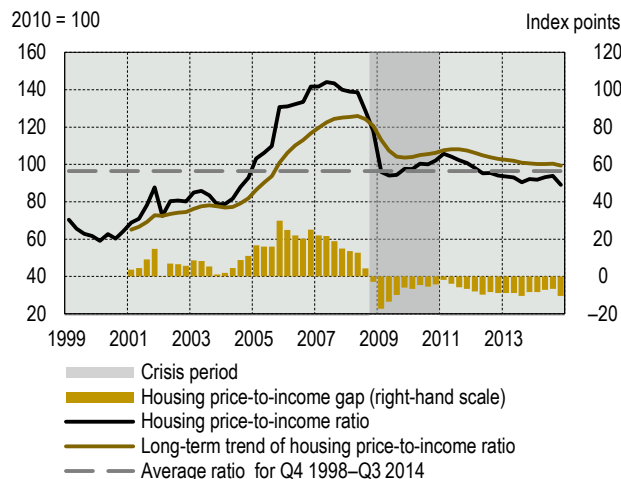 2010 = 100 Index points
160 120
140 100
120 80
100 60
80 40
60 20
40 0
20 –20
1999 2001 2003 2005 2007 2009 2011 2013
Crisis period
Housing price-to-income gap (right-hand scale)
Housing price-to-income ratio
Long-term trend of housing price-to-income ratio
Average ratio for Q4 1998–Q3 2014